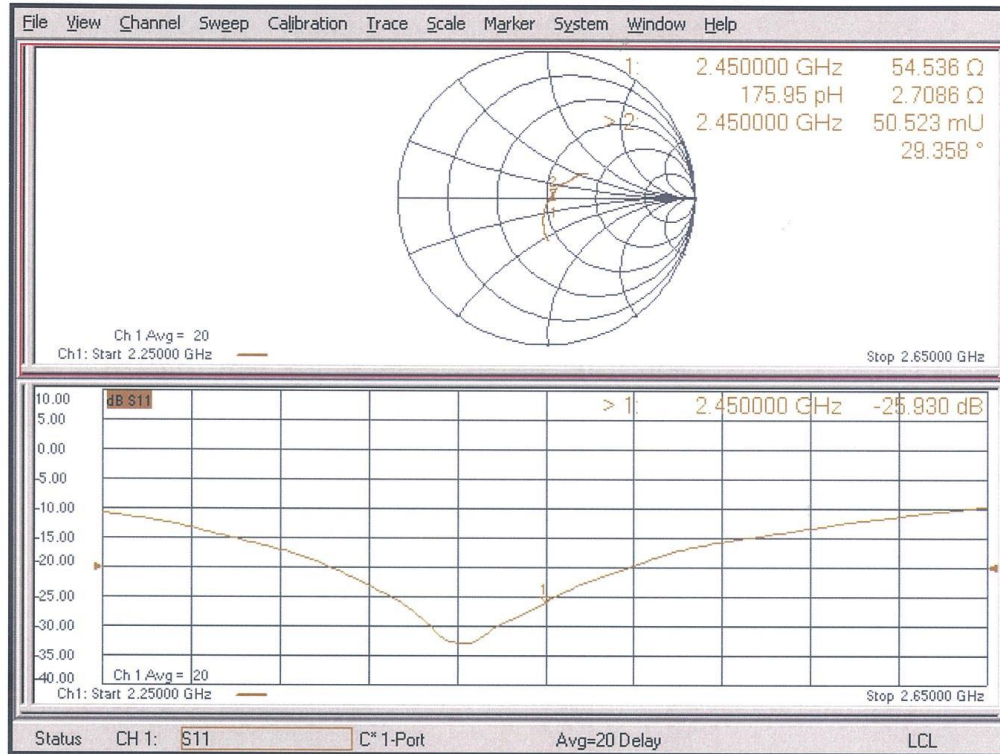 File View Channel Sweep Calibration Trace Scale Marker System Window Help
1: 2.450000 GHz 54.536 Ω
175.95 pH 2.7086 Ω
> 2: 2.450000 GHz 50.523 mU
29.358 °
Ch 1 Avg = 20
Ch1: Start 2.25000 GHz
Stop 2.65000 GHz
10.00
dB S11
> 1: 2.450000 GHz -25.930 dB
5.00
0.00
-5.00
-10.00
-15.00
-20.00
-25.00
1
-30.00
-35.00
-40.00
Ch 1 Avg = 20
Ch1: Start 2.25000 GHz
Stop 2.65000 GHz
Status CH 1: S11 C* 1-Port Avg=20 Delay LCL